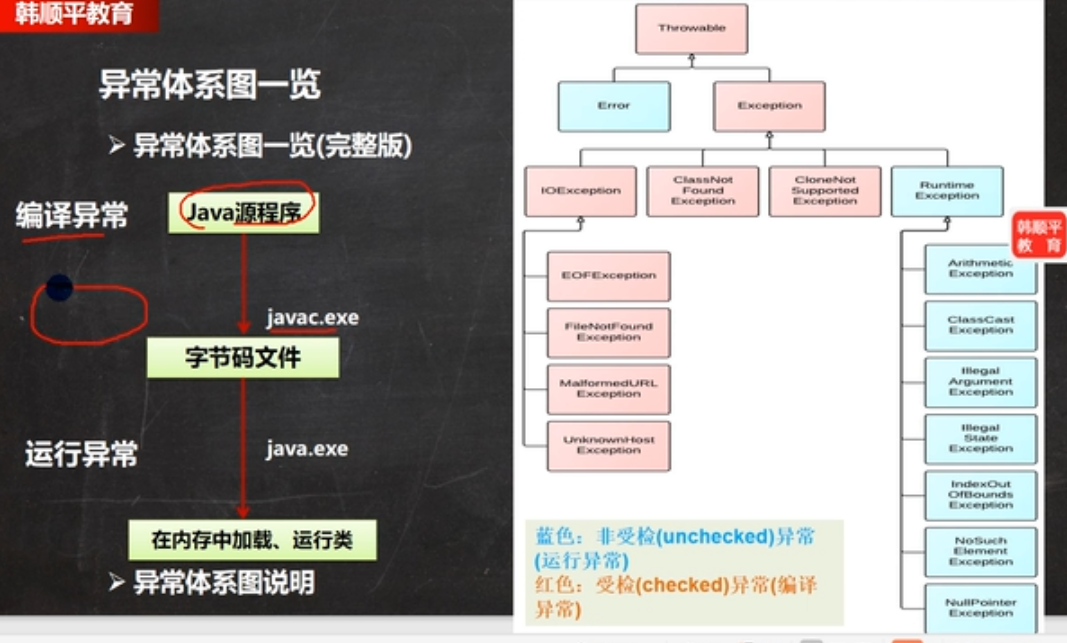 韩顺平教育
异常体系图一览
➢ 异常体系图一览(完整版)
编译异常
Java源程序
javac.exe
字节码文件
运行异常
java.exe
在内存中加载、运行类
➢ 异常体系图说明
Throwable
Error
Exception
IOException
ClassNot
Found
Exception
CloneNot
Supported
Exception
Runtime
Exception
EOFException
FileNotFound
Exception
MalformedURL
Exception
UnknownHost
Exception
韩顺平
教 育
Arithmetic
Exception
ClassCast
Exception
Illegal
Argument
Exception
Illegal
State
Exception
IndexOut
OfBounds
Exception
NoSuch
Element
Exception
NullPointer
Exception
蓝色：非受检(unchecked)异常
(运行异常)
红色：受检(checked)异常(编译
异常)